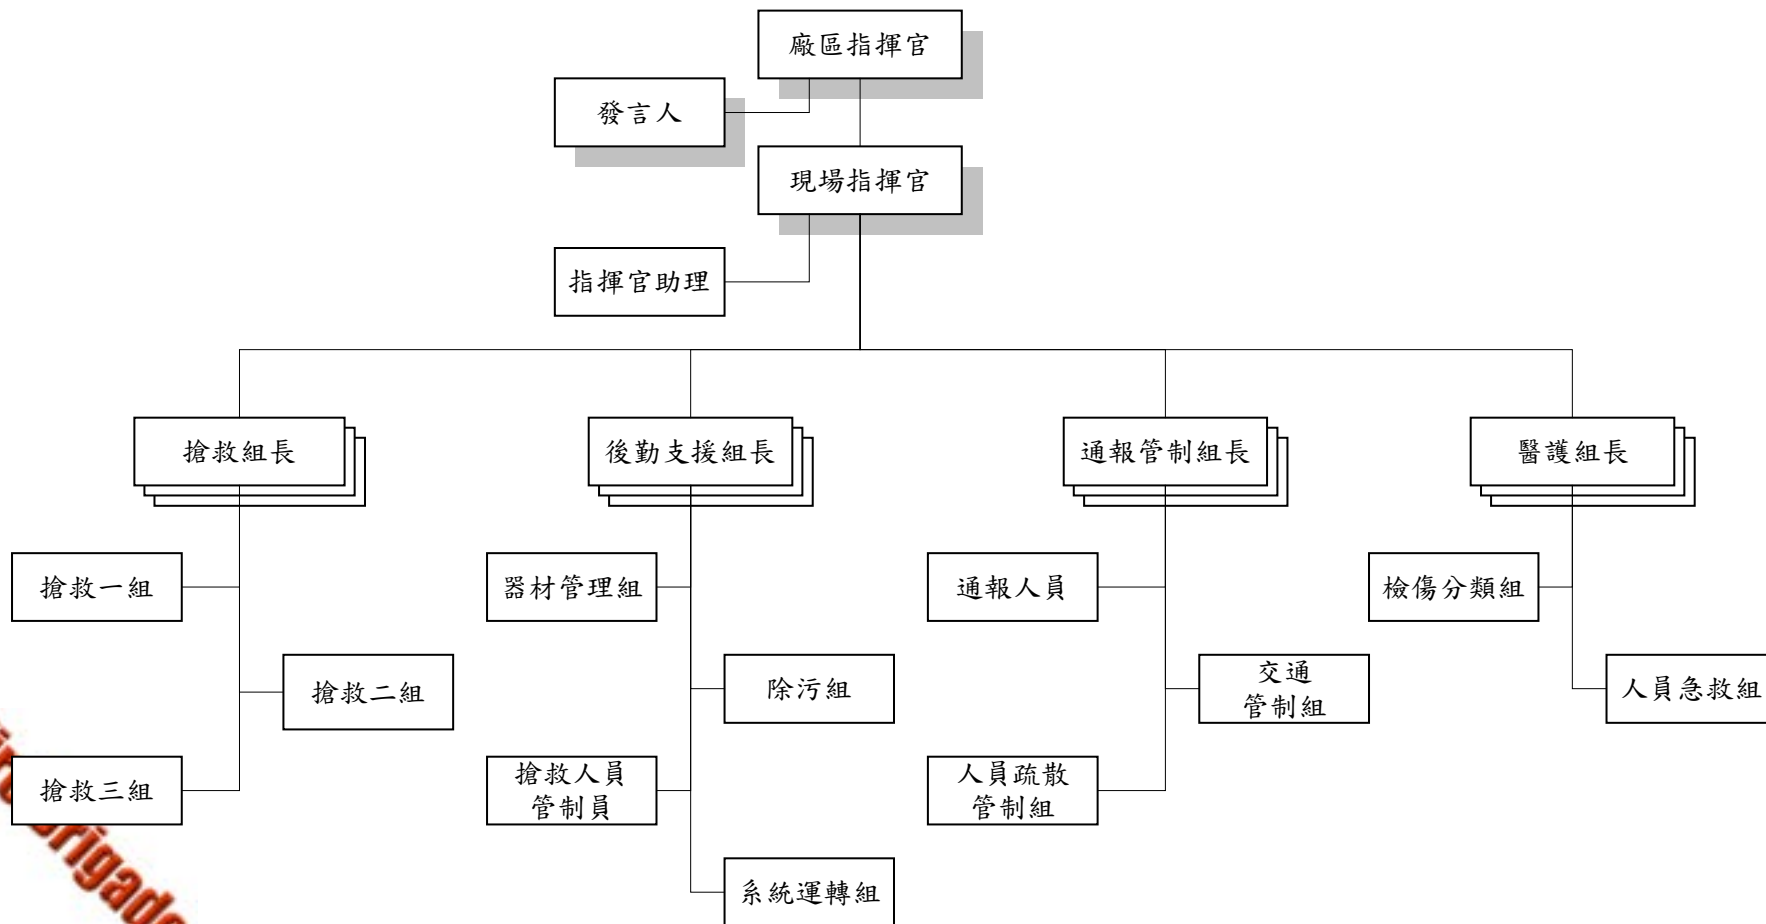 廠區指揮官
發言人
現場指揮官
指揮官助理
搶救組長
後勤支援組長
通報管制組長
醫護組長
搶救一組
器材管理組
通報人員
檢傷分類組
搶救二組
除污組
交通
管制組
人員急救組
搶救三組
搶救人員
管制員
人員疏散
管制組
系統運轉組